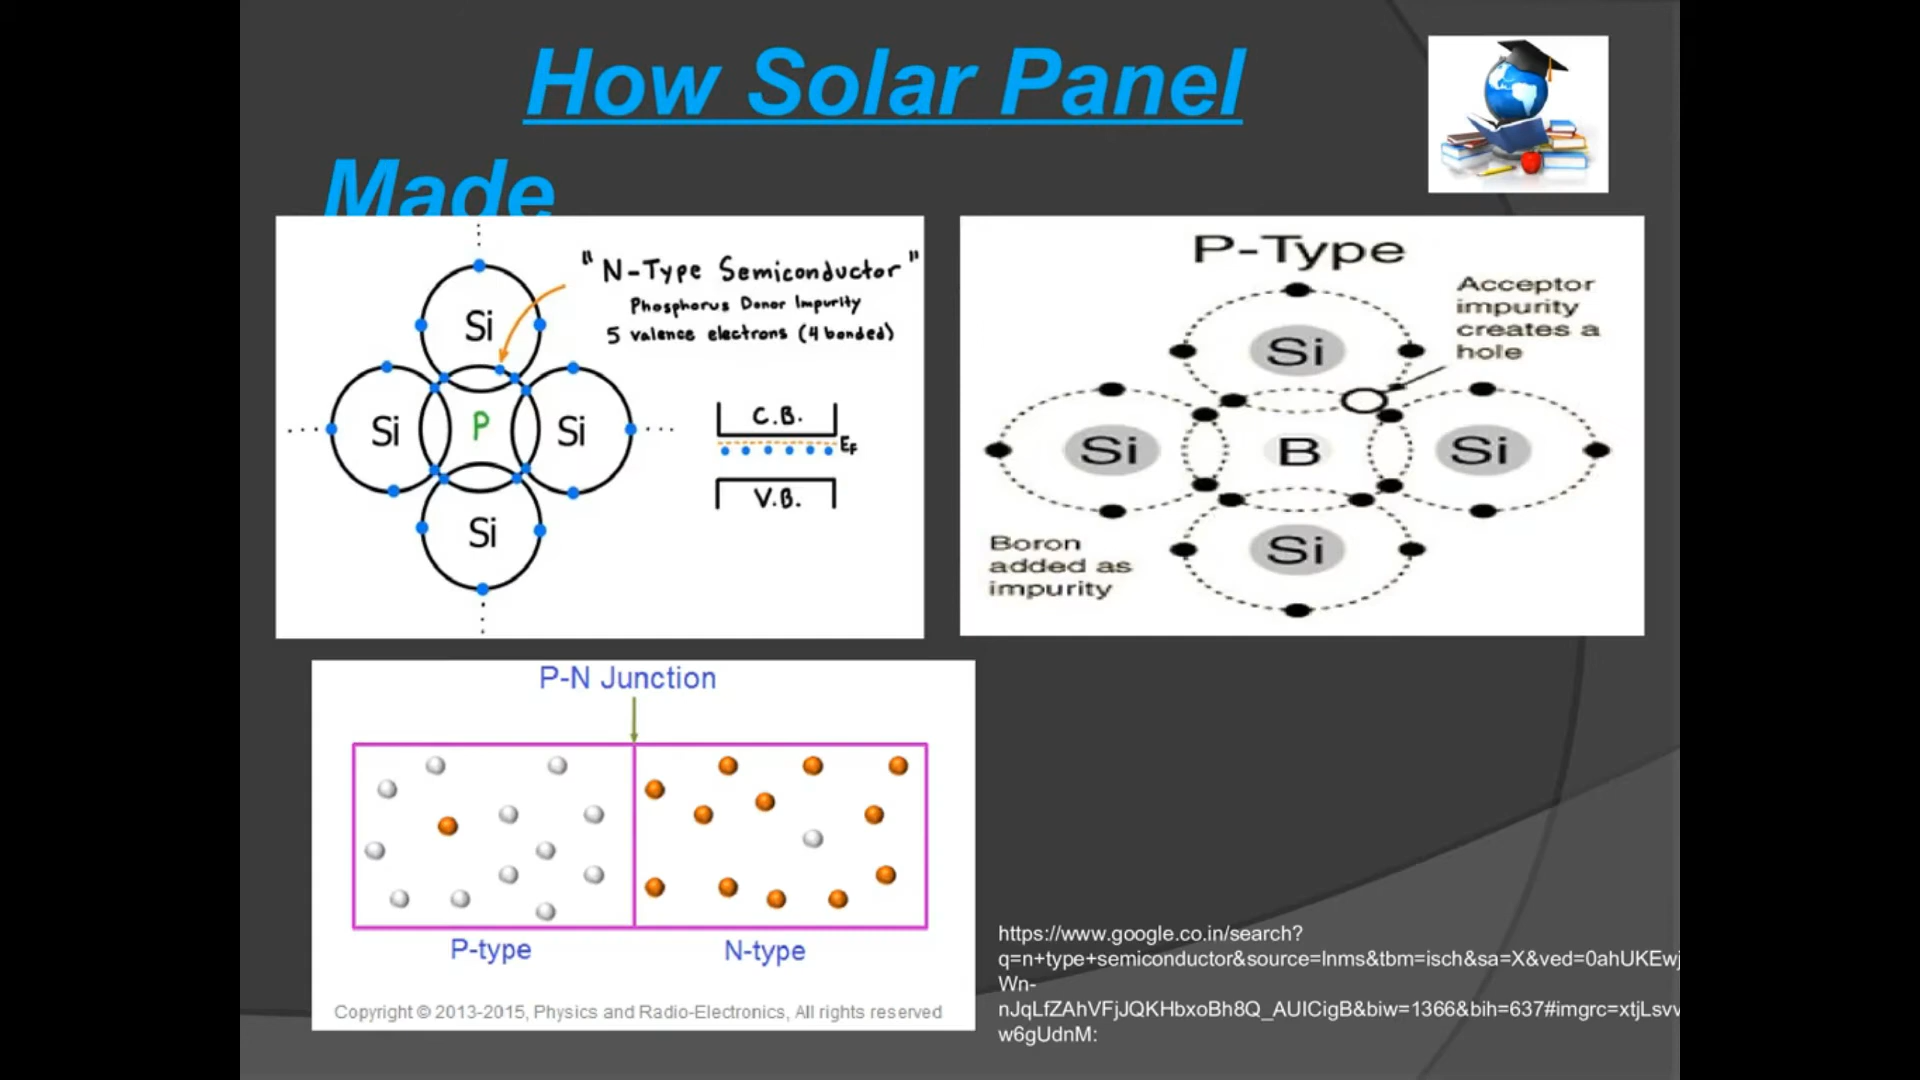 How Solar Panel
Made
"N-Type Semiconductor"
Phosphorus Donor Impurity
5 valence electrons (4 bonded)
Si
Si
P
Si
Si
C.B.
EF
V.B.
P-Type
Acceptor
impurity
creates a
hole
Si
Si
B
Si
Si
Boron
added as
impurity
P-N Junction
P-type
N-type
Copyright © 2013-2015, Physics and Radio-Electronics, All rights reserved
https://www.google.co.in/search?
q=n+type+semiconductor&source=lnms&tbm=isch&sa=X&ved=0ahUKEwj
Wn-
nJqLfZAhVFjJQKHbxoBh8Q_AUICigB&biw=1366&bih=637#imgrc=xtjLsvv
w6gUdnM: